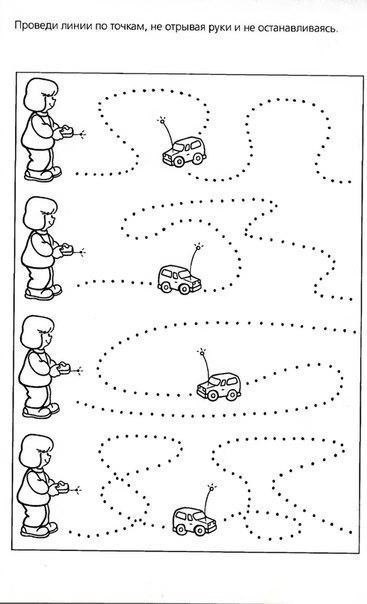 Проведи линии по точкам, не отрывая руки и не останавливаясь.